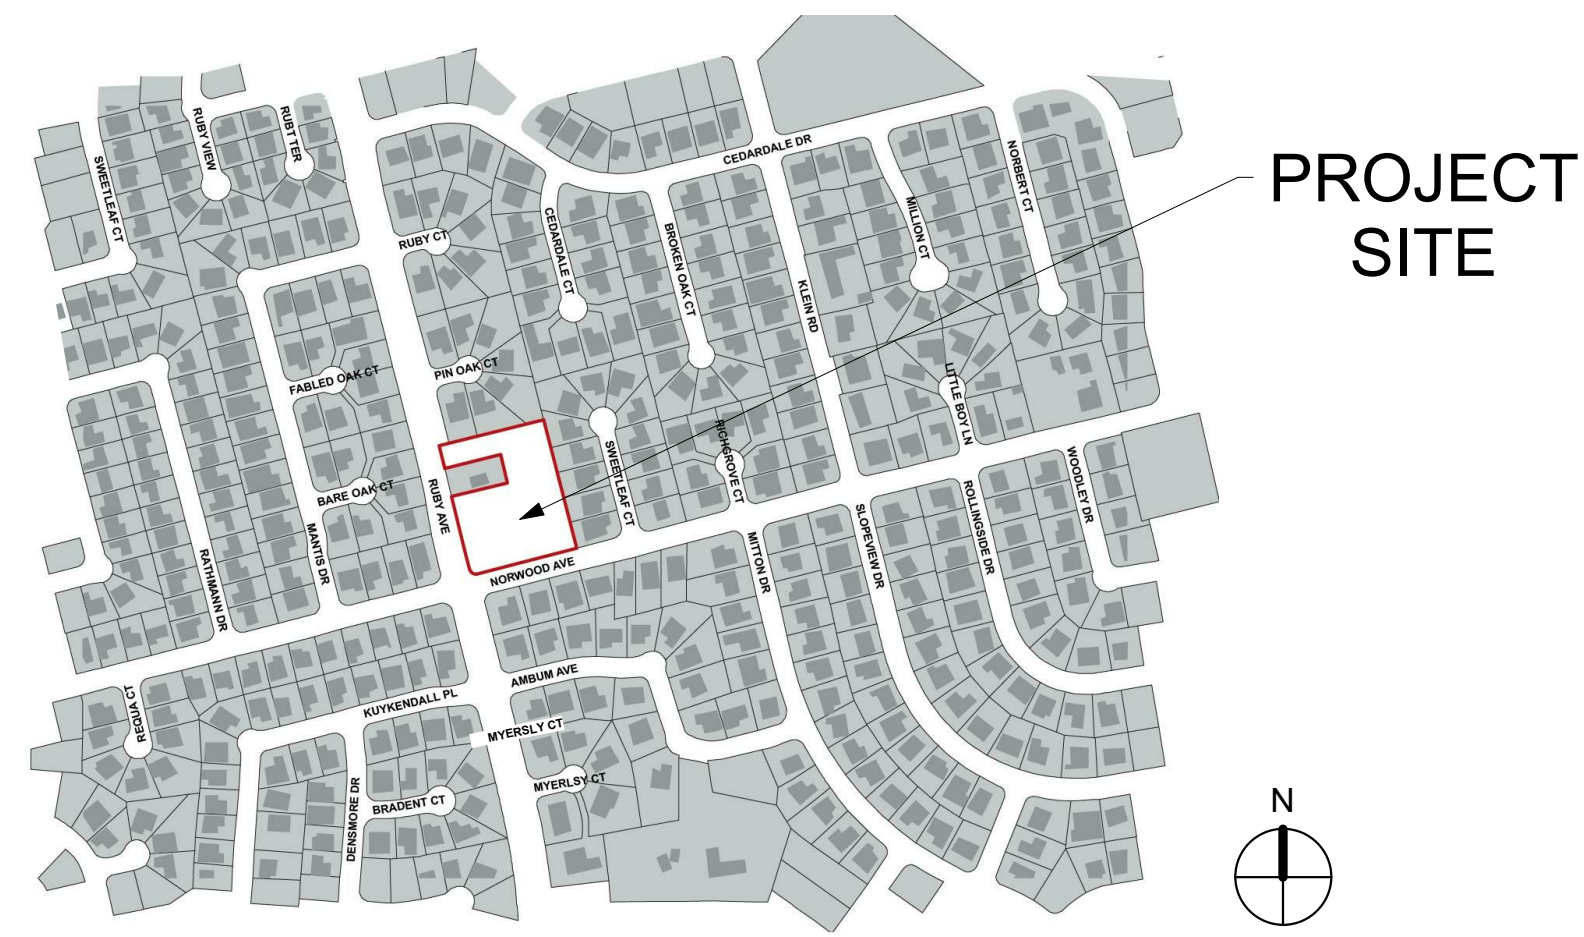 RUBY VIEW
RUBTTER
SWEETLEAF CT
CEDARDALE DR
NORBERT CT
PROJECT
SITE
MILLION CT
RUBY CT
CEDARDALE CT
BROKEN OAK CT
KLEIN RD
PIN OAK CT
FABLED OAK CT
LITTLE BOY LN
RICHGROVE CT
SWEETLEAF CT
WOODLEY DR
BARE OAK CT
RUBY AVE
ROLLINGSIDE DR
SLOPEVIEW DR
MANTIS DR
MITTON DR
RATHMANN DR
NORWOOD AVE
AMBUM AVE
REQUA CT
KUYKENDALL PL
MYERSLY CT
MYERLSY CT
DENSMORE DR
BRADENT CT
N